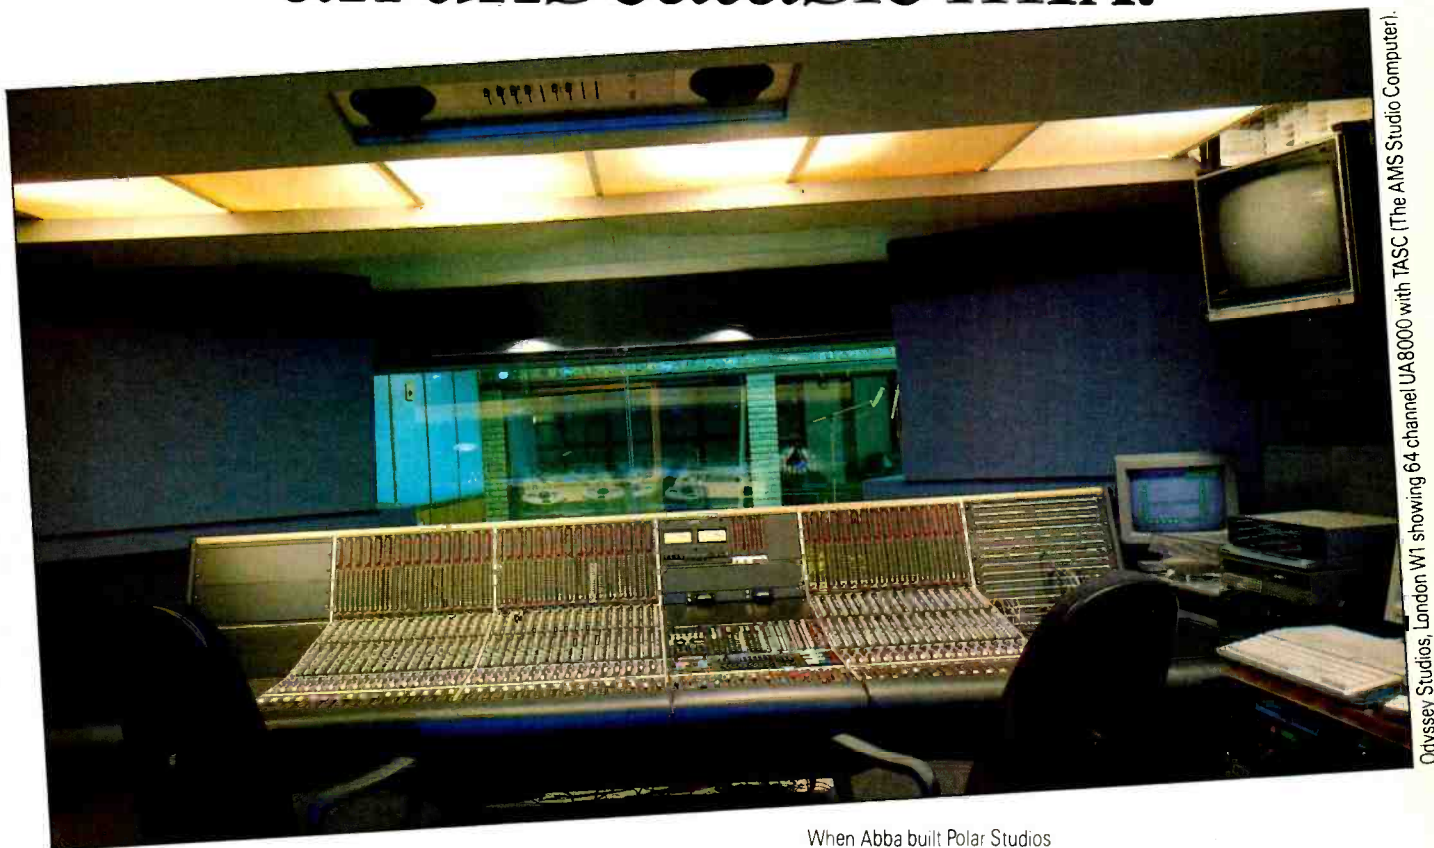 Odyssey Studios, London W1 showing 64 channel UA8000 with TASC (The AMS Studio Computer).
When Abba built Polar Studios